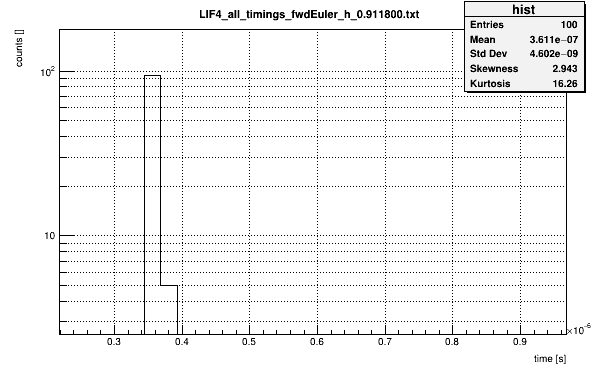 LIF4_all_timings_fwdEuler_h_0.911800.txt
hist
Entries 100
Mean 3.611e−07
Std Dev 4.602e−09
Skewness 2.943
Kurtosis 16.26
counts []
10²
10
0.3 0.4 0.5 0.6 0.7 0.8 0.9
×10⁻⁶
time [s]